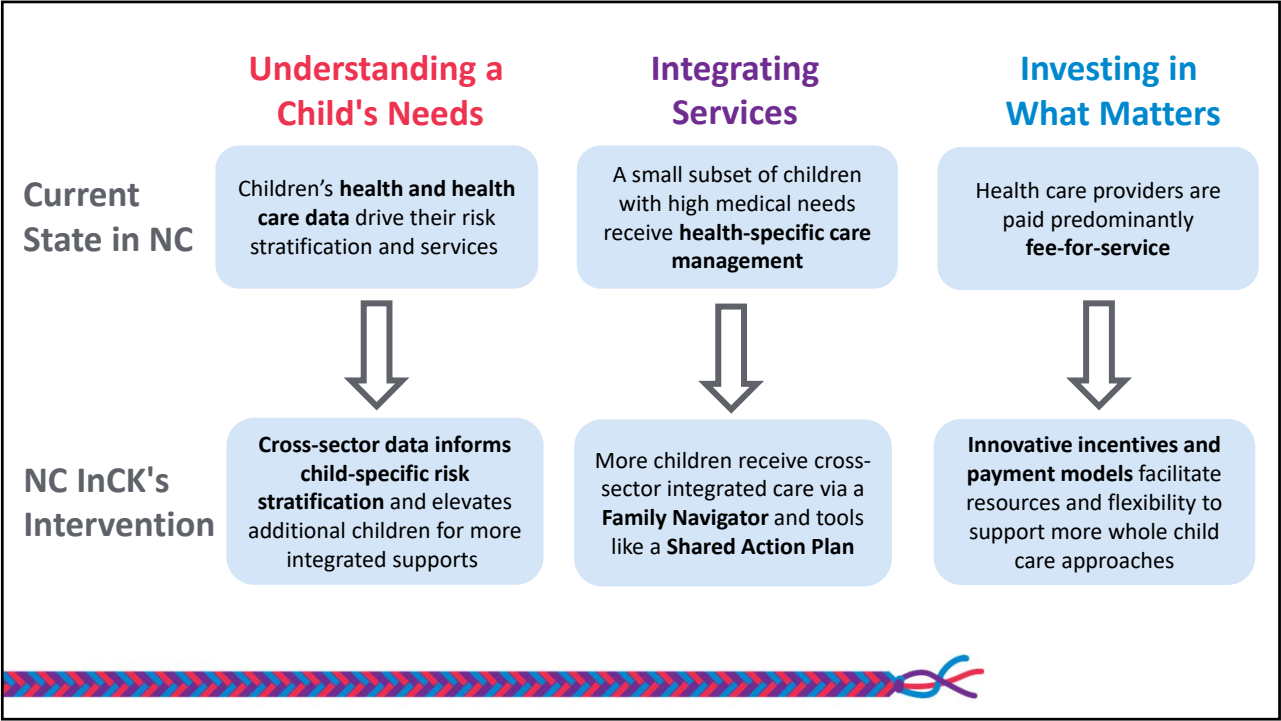 Understanding a
Child's Needs
Integrating
Services
Investing in
What Matters
Current
State in NC
Children’s health and health
care data drive their risk
stratification and services
A small subset of children
with high medical needs
receive health-specific care
management
Health care providers are
paid predominantly
fee-for-service
NC InCK's
Intervention
Cross-sector data informs
child-specific risk
stratification and elevates
additional children for more
integrated supports
More children receive cross-
sector integrated care via a
Family Navigator and tools
like a Shared Action Plan
Innovative incentives and
payment models facilitate
resources and flexibility to
support more whole child
care approaches